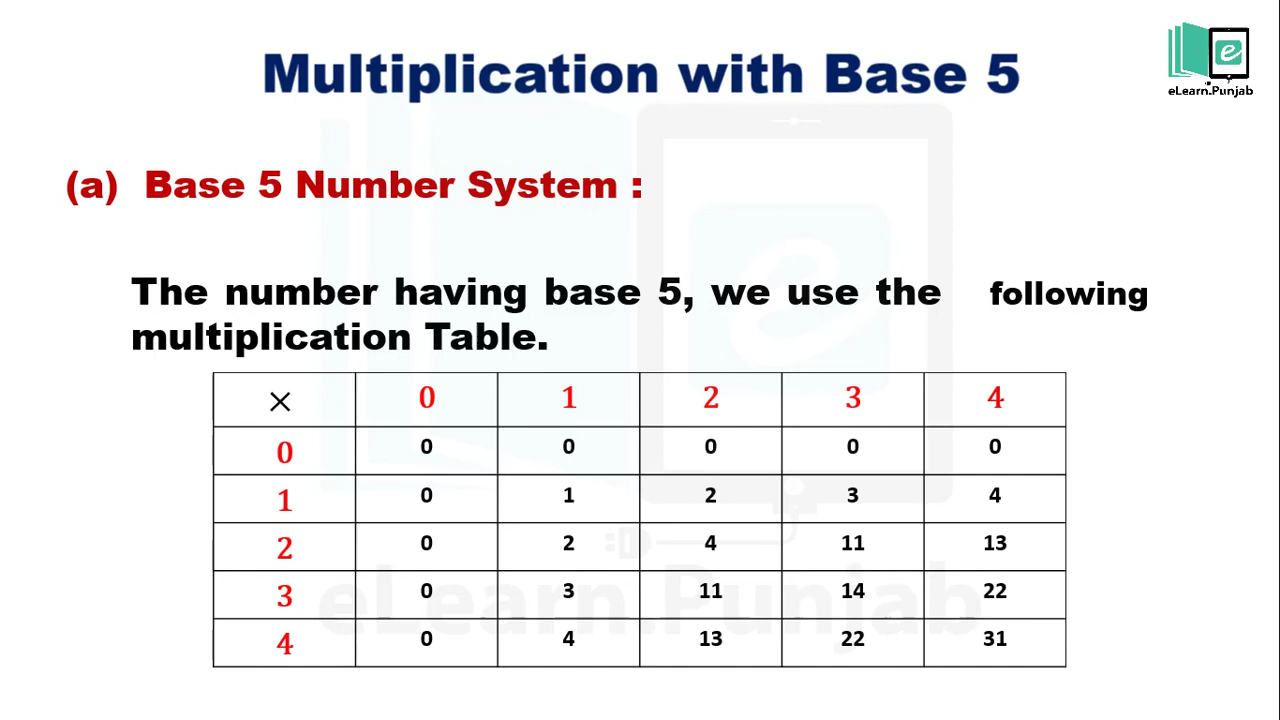 Multiplication with Base 5
eLearn.Punjab
(a) Base 5 Number System :
The number having base 5, we use the following
multiplication Table.
× 0 1 2 3 4
0 0 0 0 0 0
1 0 1 2 3 4
2 0 2 4 11 13
3 0 3 11 14 22
4 0 4 13 22 31
eLearn.Punjab